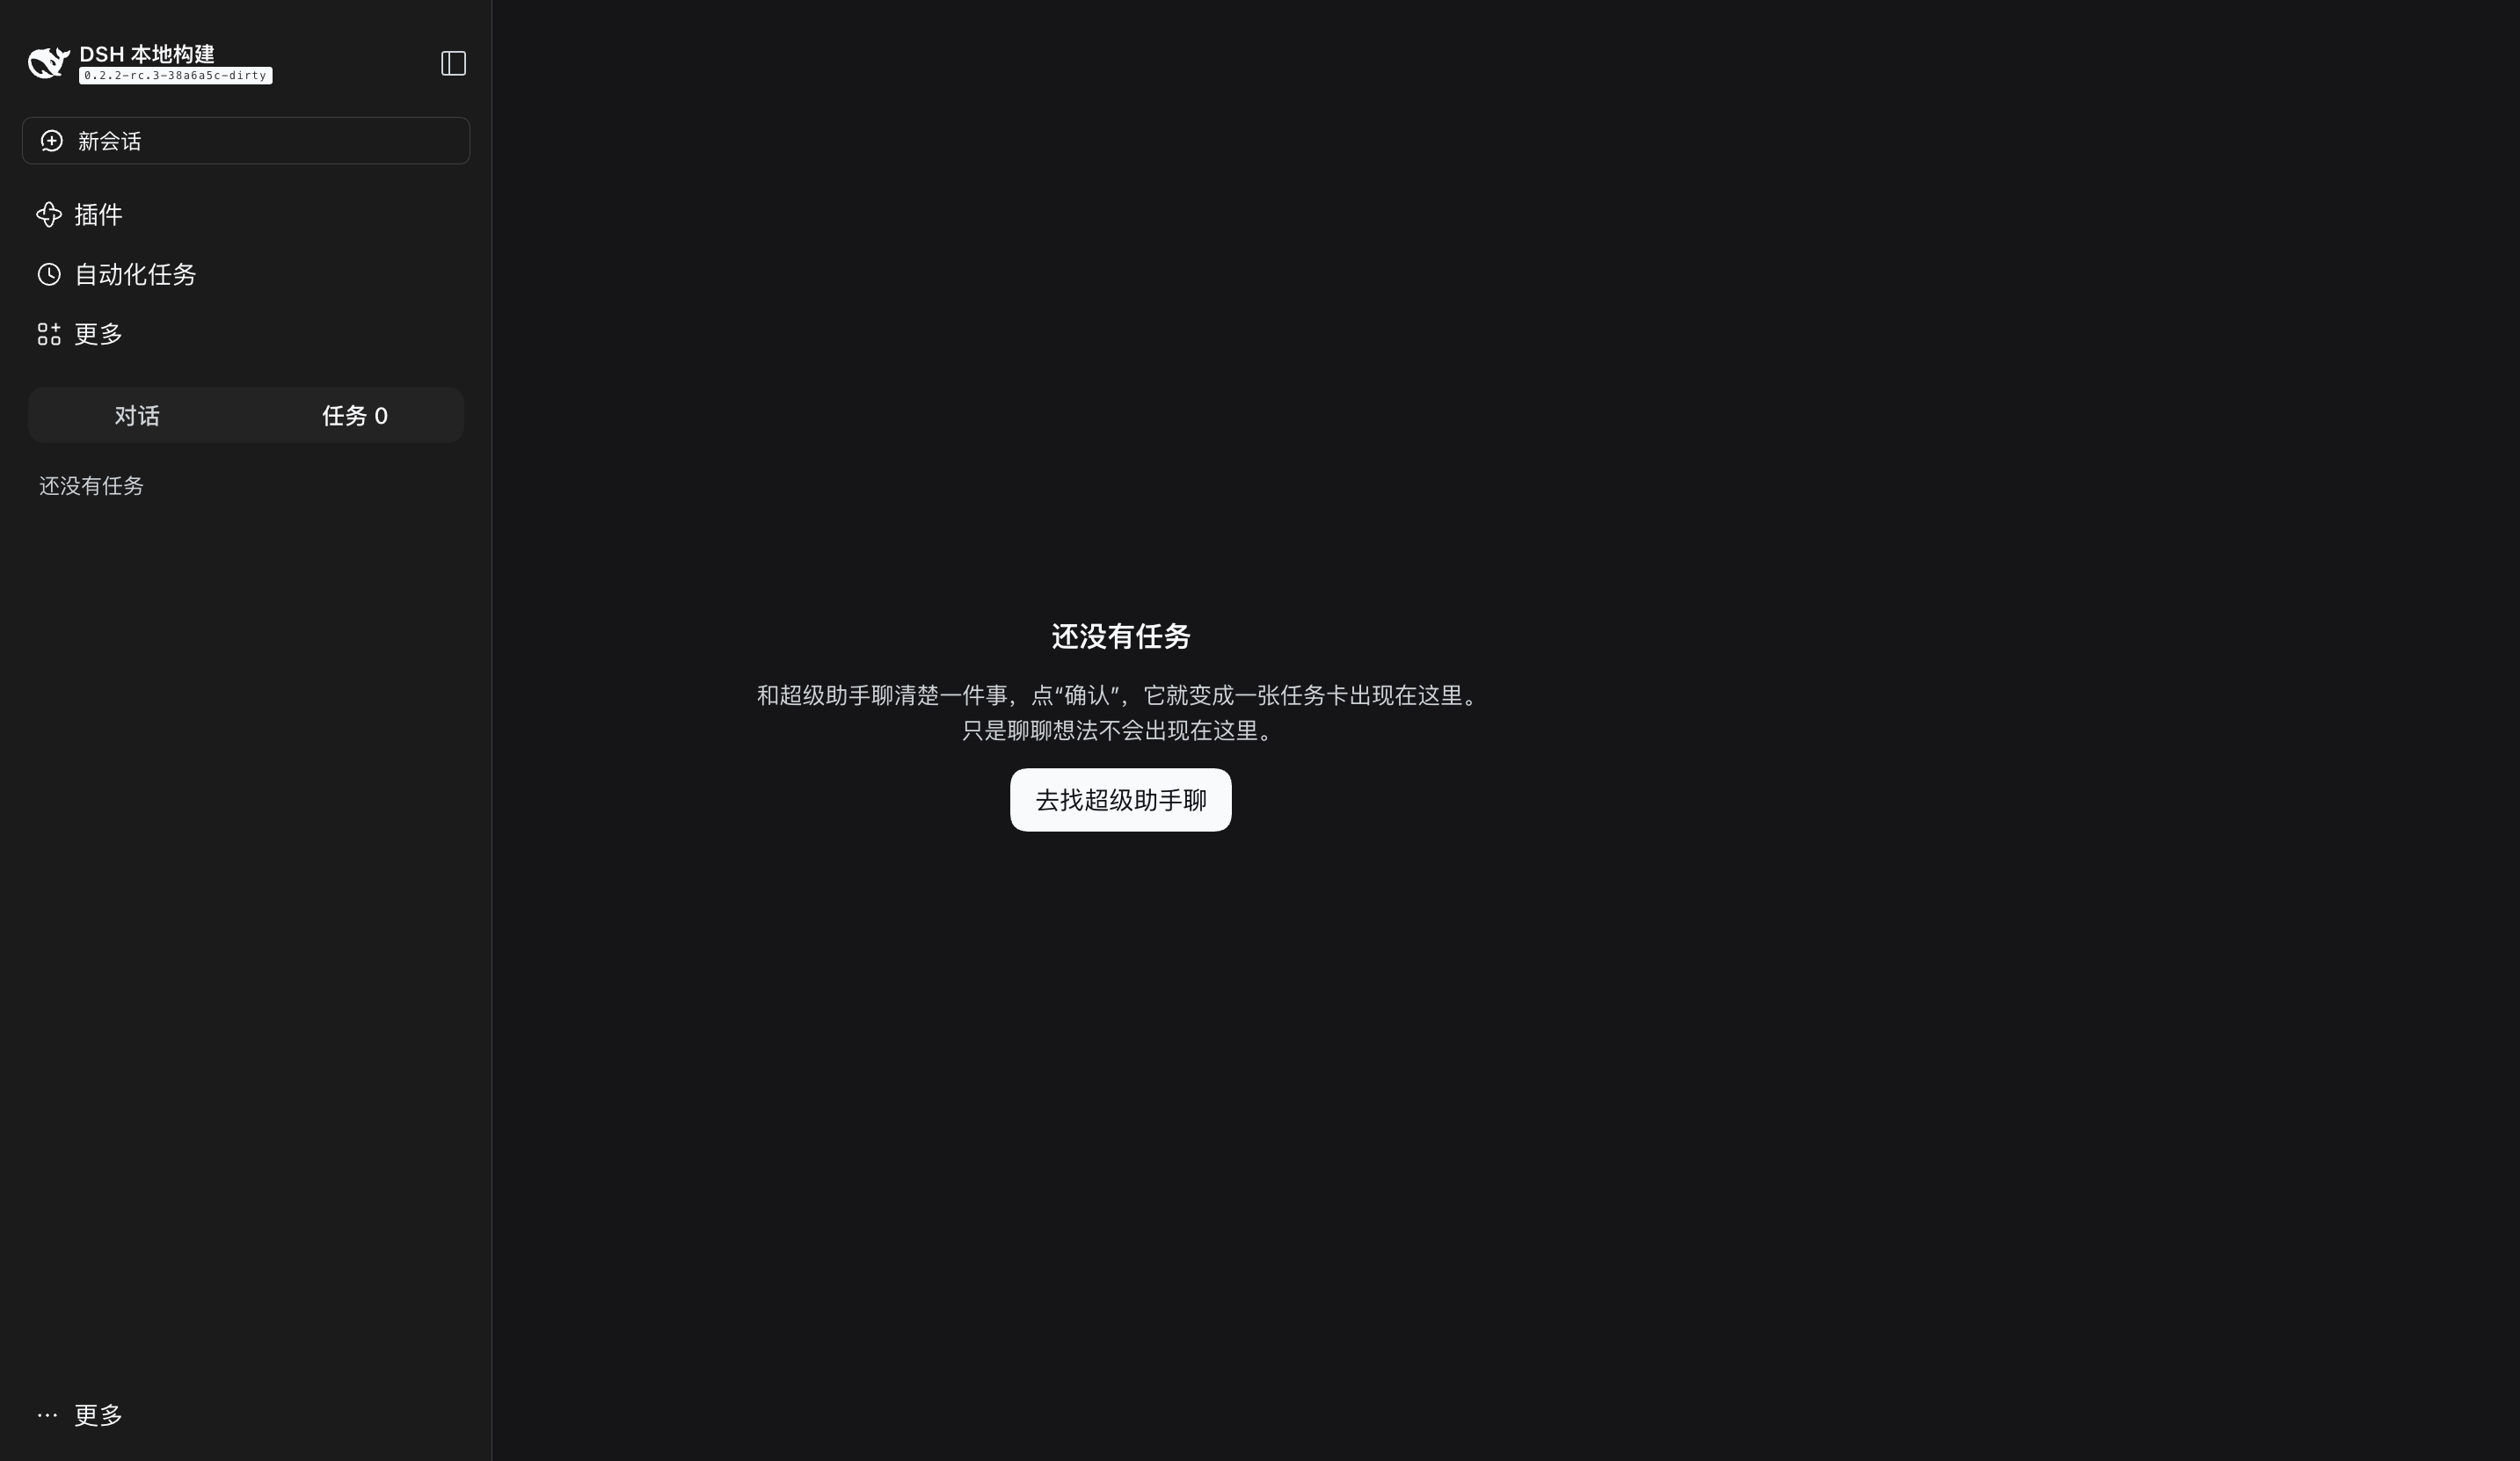 DSH 本地构建
0.2.2-rc.3-38a6a5c-dirty
新会话
插件
自动化任务
更多
对话 任务 0
还没有任务
还没有任务
和超级助手聊清楚一件事，点“确认”，它就变成一张任务卡出现在这里。
只是聊聊想法不会出现在这里。
去找超级助手聊
更多